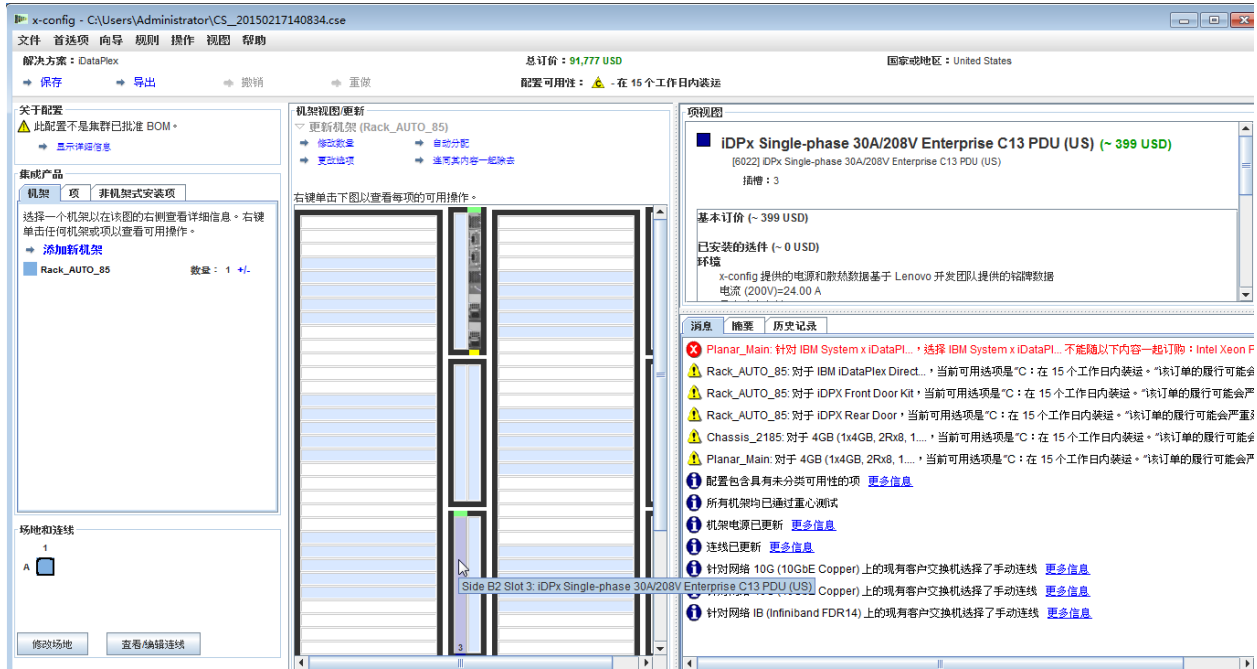 x-config - C:\Users\Administrator\CS_20150217140834.cse
文件 首选项 向导 规则 操作 视图 帮助
解决方案：iDataPlex 总订价：91,777 USD 国家或地区：United States
保存 导出 撤销 重做 配置可用性： C - 在 15 个工作日内装运
关于配置
此配置不是集群已批准 BOM。
显示详细信息
集成产品
机架 项 非机架式安装项
选择一个机架以在该图的右侧查看详细信息。右键
单击任何机架或项以查看可用操作。
添加新机架
Rack_AUTO_85 数量： 1 +/-
场地和连线
1
A
修改场地 查看/编辑连线
机架视图/更新
更新机架 (Rack_AUTO_85)
修改数量 自动分配
更改选项 连同其内容一起除去
右键单击下图以查看每项的可用操作。
Side B2 Slot 3: iDPx Single-phase 30A/208V Enterprise C13 PDU (US)
3
项视图
iDPx Single-phase 30A/208V Enterprise C13 PDU (US) (~ 399 USD)
[6022] iDPx Single-phase 30A/208V Enterprise C13 PDU (US)
插槽：3
基本订价 (~ 399 USD)
已安装的选件 (~ 0 USD)
环境
x-config 提供的电源和散热数据基于 Lenovo 开发团队提供的铭牌数据
电流 (200V)=24.00 A
消息 摘要 历史记录
Planar_Main: 针对 IBM System x iDataPl...，选择 IBM System x iDataPl... 不能随以下内容一起订购：Intel Xeon
Rack_AUTO_85: 对于 IBM iDataPlex Direct...，当前可用选项是"C：在 15 个工作日内装运。"该订单的履行可能会
Rack_AUTO_85: 对于 iDPX Front Door Kit，当前可用选项是"C：在 15 个工作日内装运。"该订单的履行可能会严
Rack_AUTO_85: 对于 iDPX Rear Door，当前可用选项是"C：在 15 个工作日内装运。"该订单的履行可能会严重
Chassis_2185: 对于 4GB (1x4GB, 2Rx8, 1....，当前可用选项是"C：在 15 个工作日内装运。"该订单的履行可能会
Planar_Main: 对于 4GB (1x4GB, 2Rx8, 1....，当前可用选项是"C：在 15 个工作日内装运。"该订单的履行可能会严
配置包含具有未分类可用性的项 更多信息
所有机架均已通过重心测试
机架电源已更新 更多信息
连线已更新 更多信息
针对网络 10G (10GbE Copper) 上的现有客户交换机选择了手动连线 更多信息
Copper) 上的现有客户交换机选择了手动连线 更多信息
针对网络 IB (Infiniband FDR14) 上的现有客户交换机选择了手动连线 更多信息